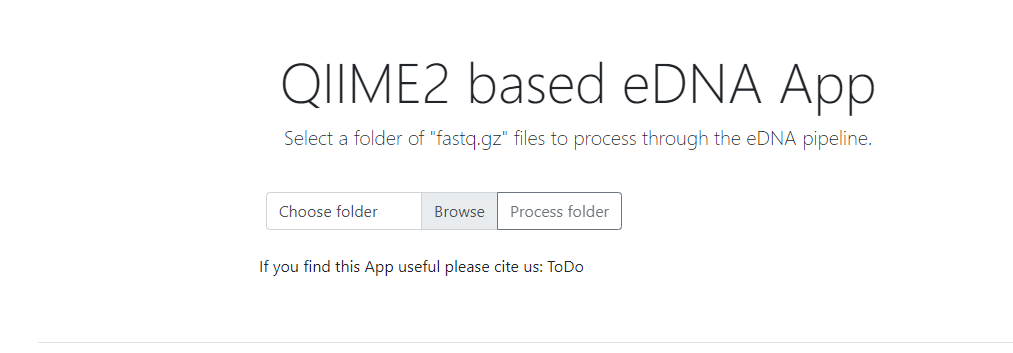 QIIME2 based eDNA App
Select a folder of "fastq.gz" files to process through the eDNA pipeline.
Choose folder Browse Process folder
If you find this App useful please cite us: ToDo